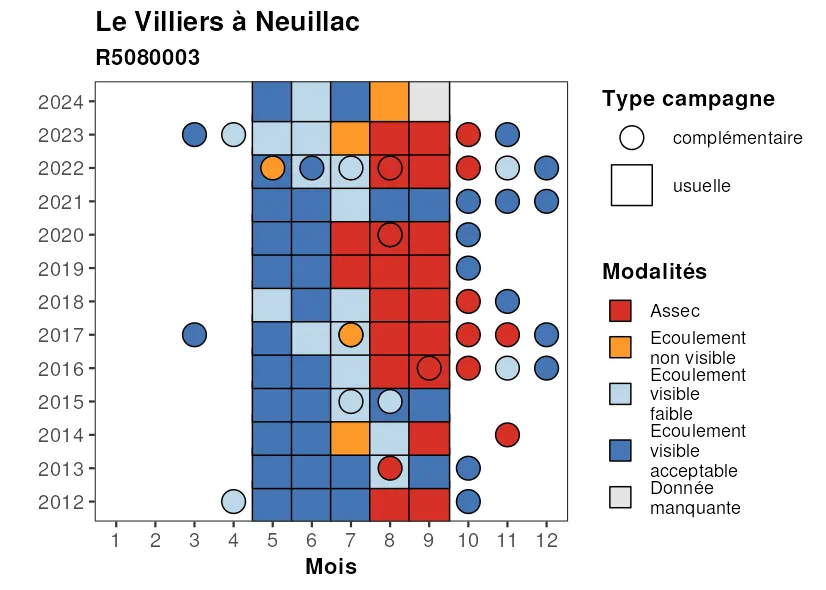 Le Villiers à Neuillac
R5080003
2024
2023
2022
2021
2020
2019
2018
2017
2016
2015
2014
2013
2012
1 2 3 4 5 6 7 8 9 10 11 12
Mois
Type campagne
complémentaire
usuelle
Modalités
Assec
Ecoulement
non visible
Ecoulement
visible
faible
Ecoulement
visible
acceptable
Donnée
manquante